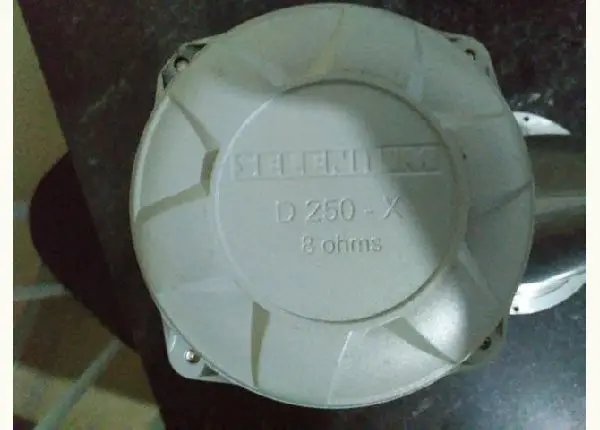 SELENIUM
D 250 - X
8 ohms